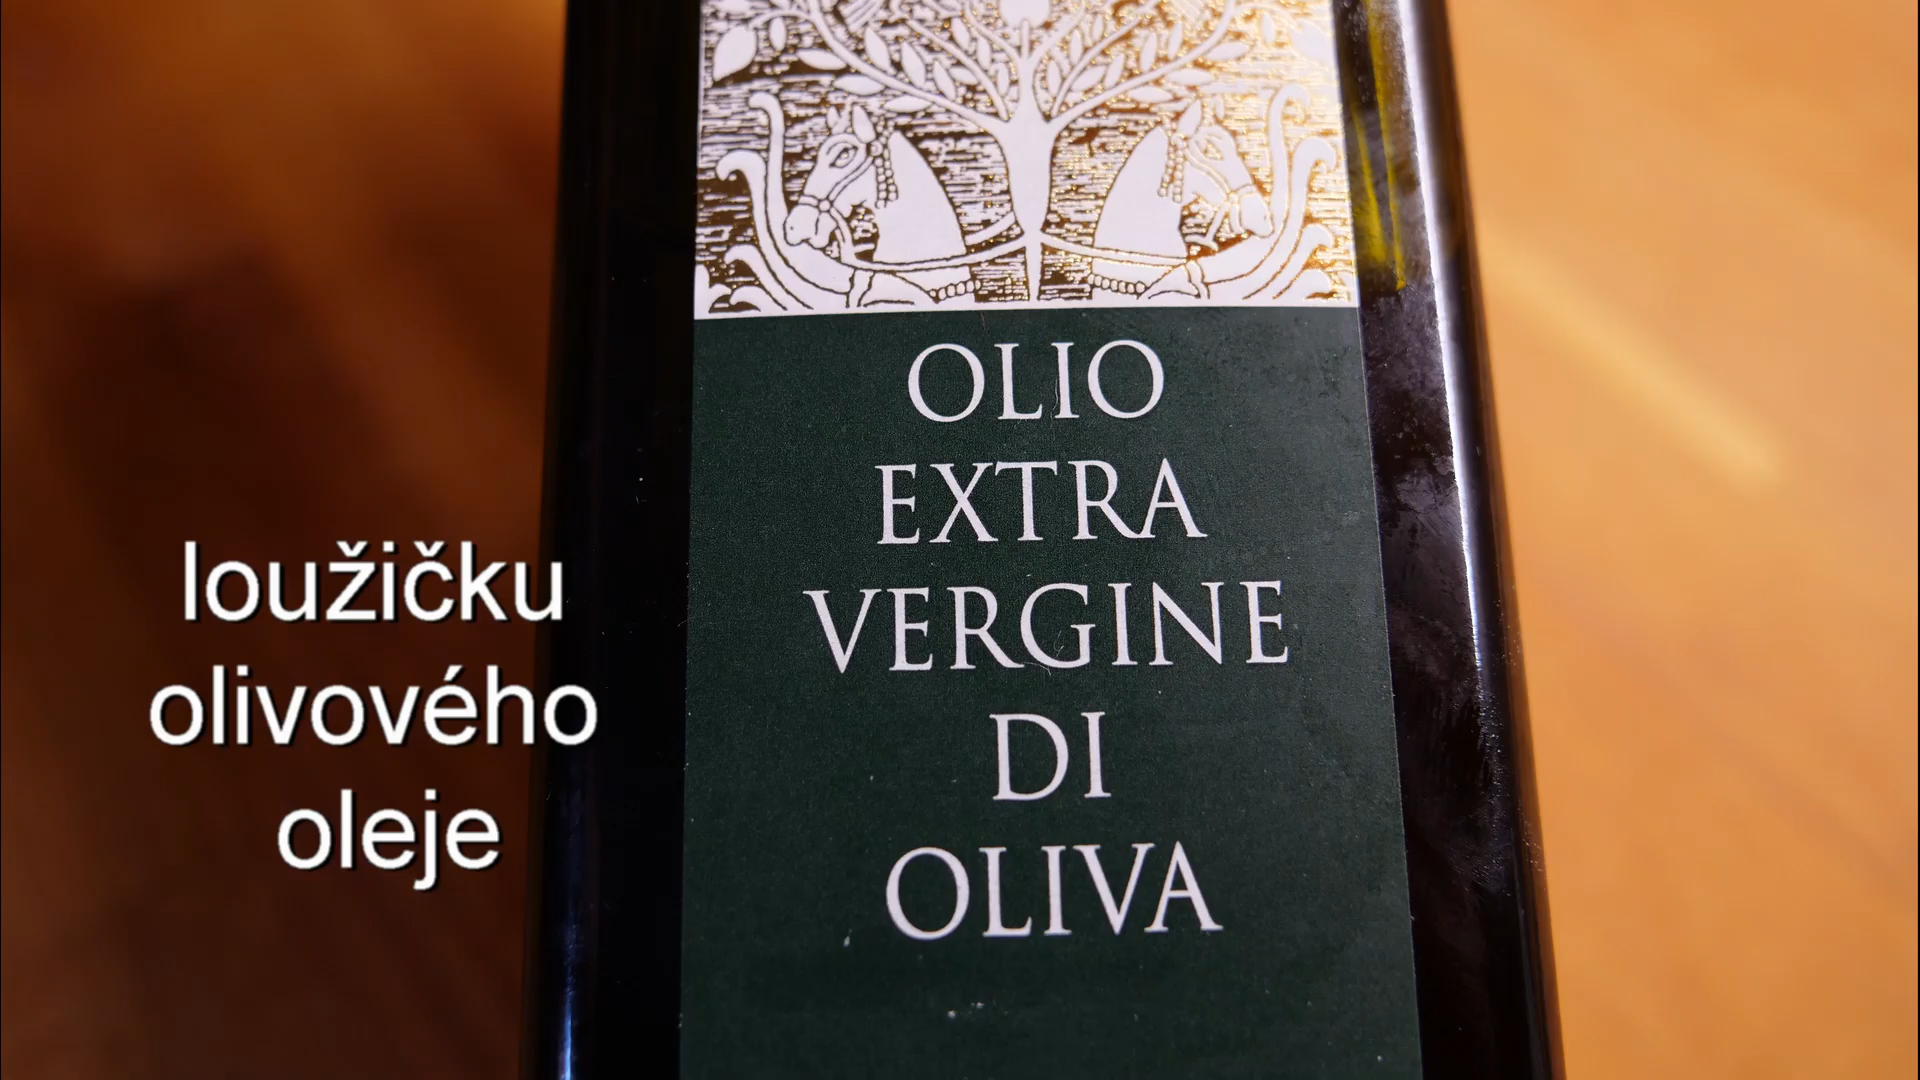 loužičku
olivového
oleje
OLIO
EXTRA
VERGINE
DI
OLIVA